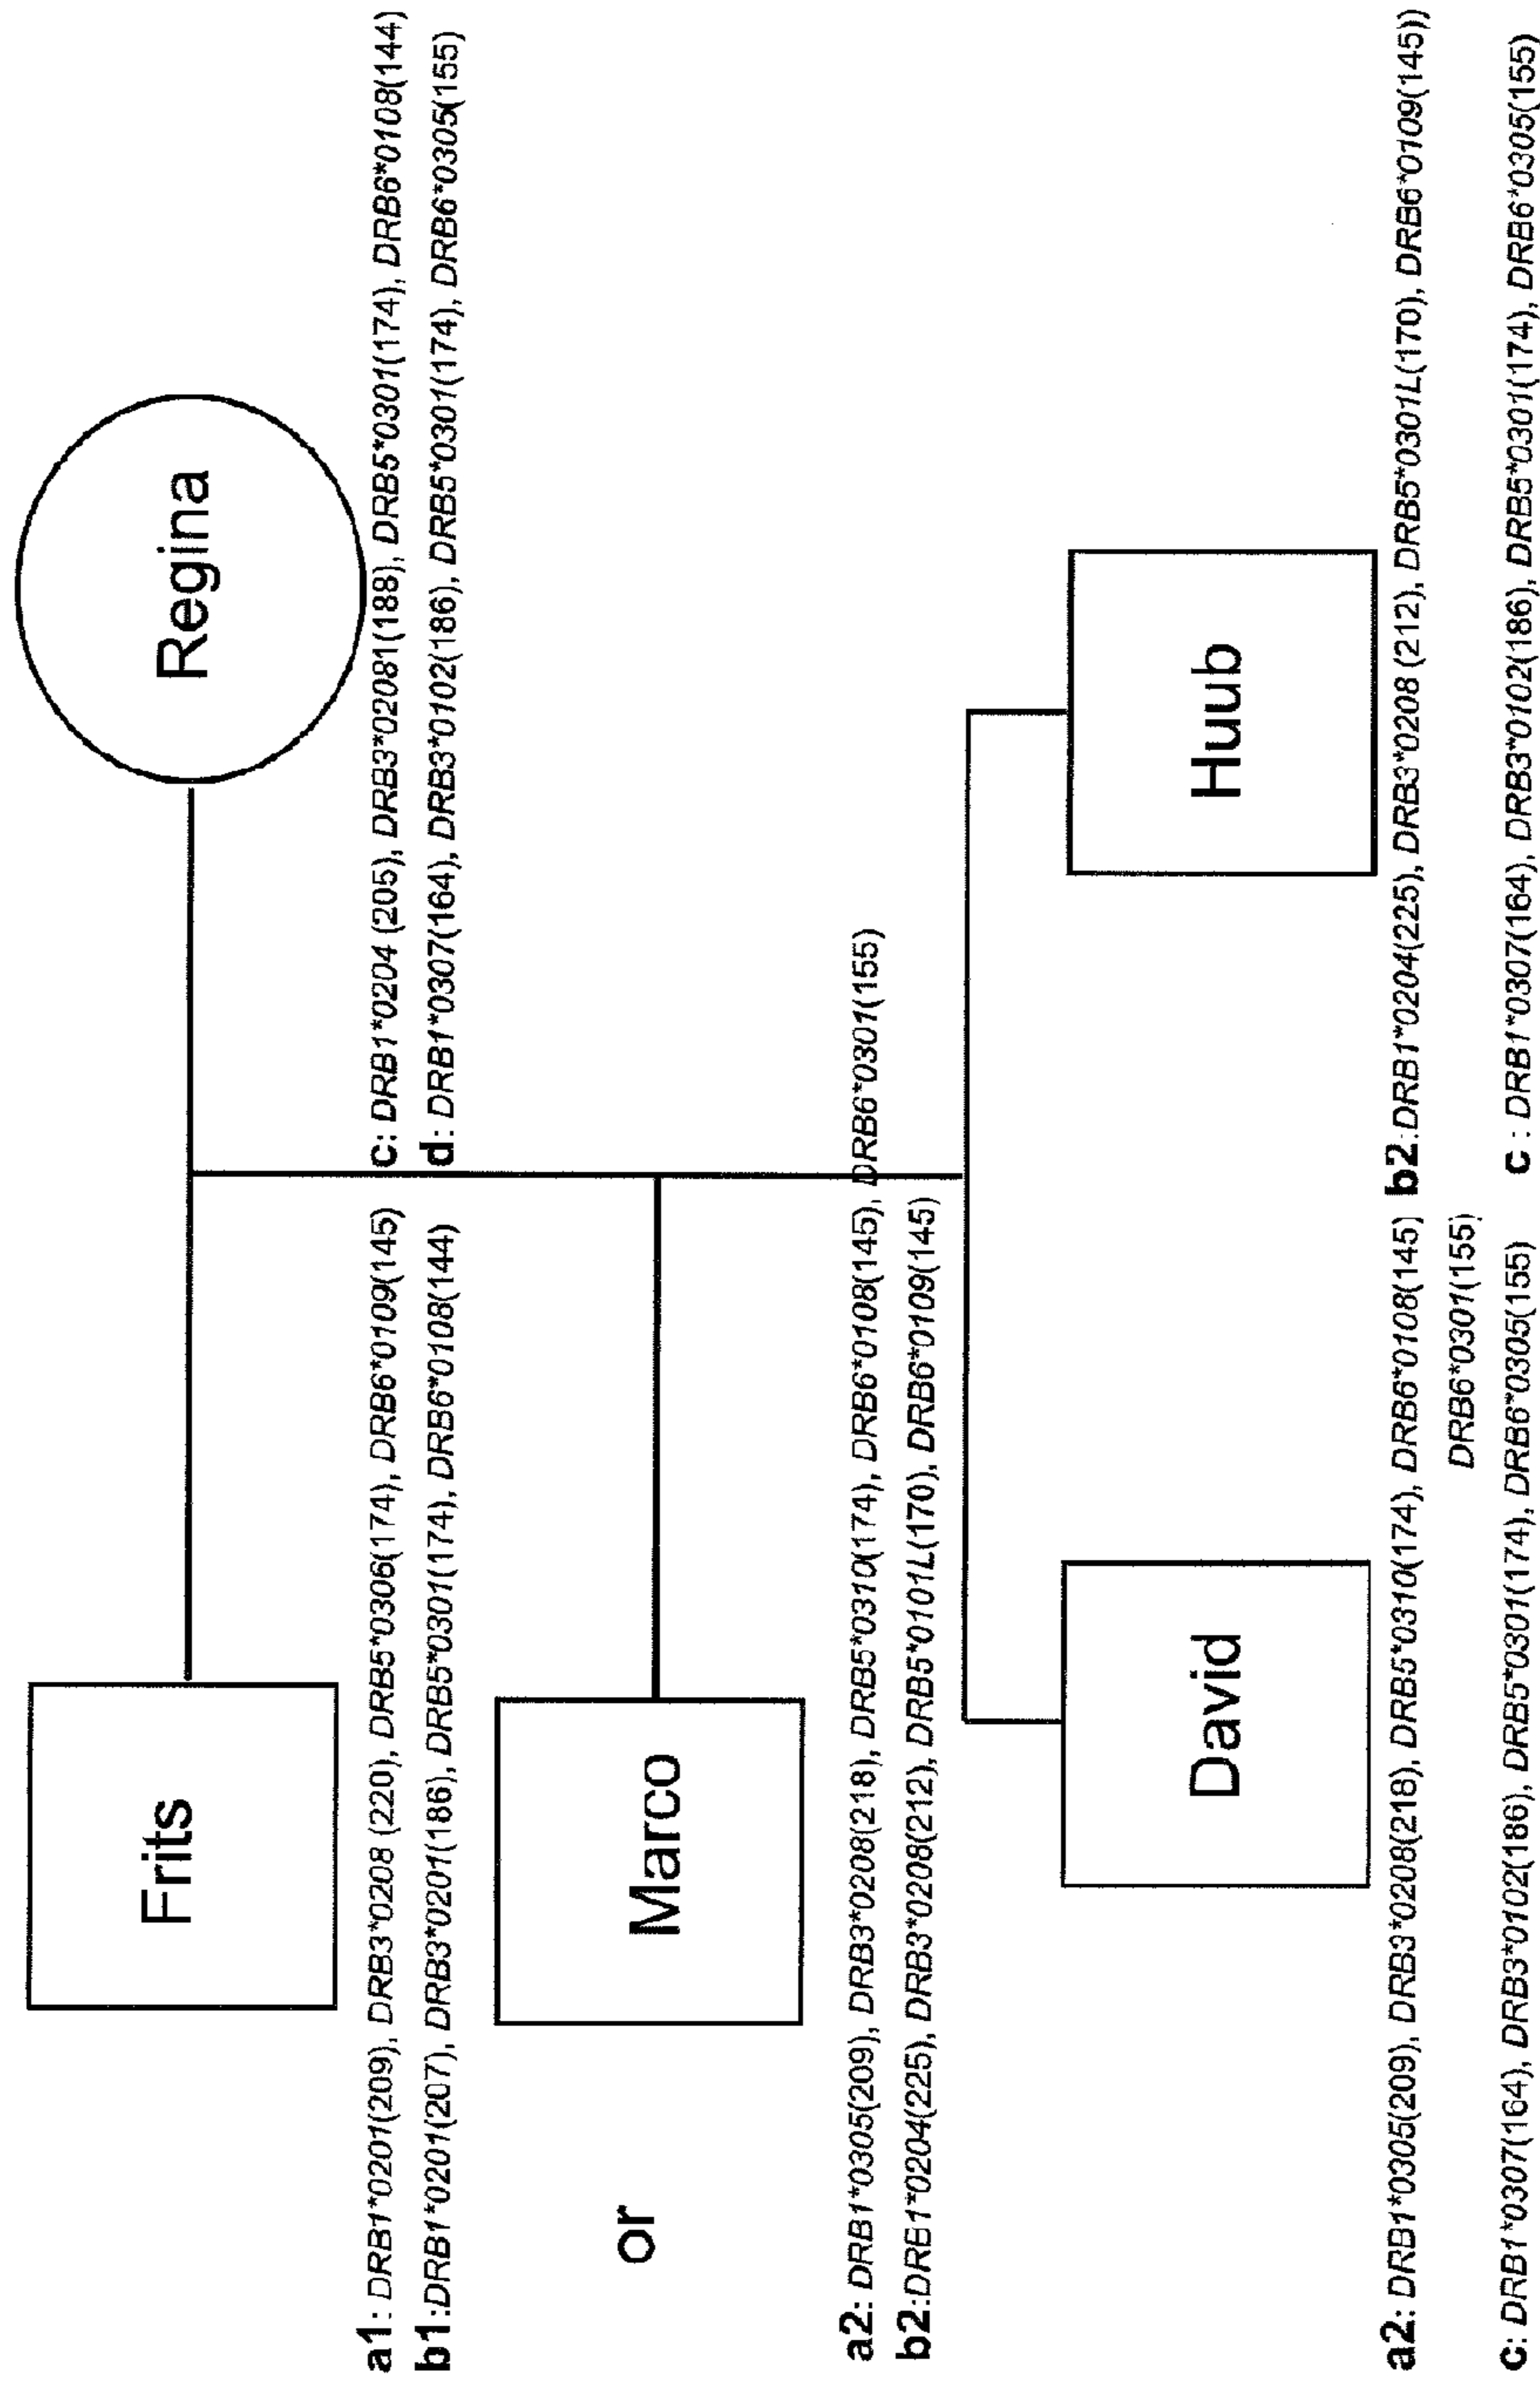 Frits
Regina
a1: DRB1*0201(209), DRB3*0208 (220), DRB5*0306(174), DRB6*0109(145)
b1:DRB1*0201(207), DRB3*0201(186), DRB5*0301(174), DRB6*0108(144)
c: DRB1*0204 (205), DRB3*02081(188), DRB5*0301(174), DRB6*0108(144)
d: DRB1*0307(164), DRB3*0102(186), DRB5*0301(174), DRB6*0305(155)
or
Marco
a2: DRB1*0305(209), DRB3*0208(218), DRB5*0310(174), DRB6*0108(145), DRB6*0301(155)
b2:DRB1*0204(225), DRB3*0208(212), DRB5*0101L(170), DRB6*0109(145)
David
Huub
a2: DRB1*0305(209), DRB3*0208(218), DRB5*0310(174), DRB6*0108(145)
DRB6*0301(155)
c: DRB1*0307(164), DRB3*0102(186), DRB5*0301(174), DRB6*0305(155)
b2:DRB1*0204(225), DRB3*0208 (212), DRB5*0301L(170), DRB6*0109(145))
c : DRB1*0307(164), DRB3*0102(186), DRB5*0301(174), DRB6*0305(155)